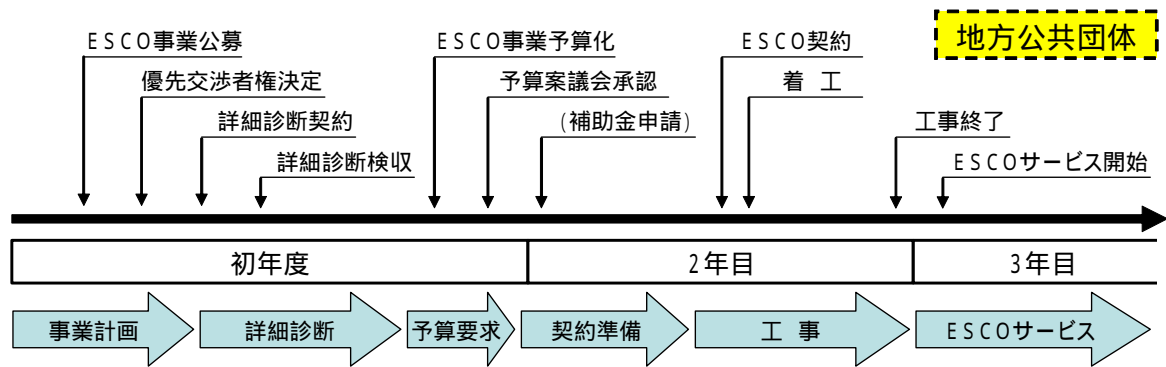 地方公共団体
ESCO事業公募
優先交渉者権決定
詳細診断契約
詳細診断検収
ESCO事業予算化
予算案議会承認
(補助金申請)
ESCO契約
着 工
工事終了
ESCOサービス開始
初年度
2年目
3年目
事業計画
詳細診断
予算要求
契約準備
工 事
ESCOサービス